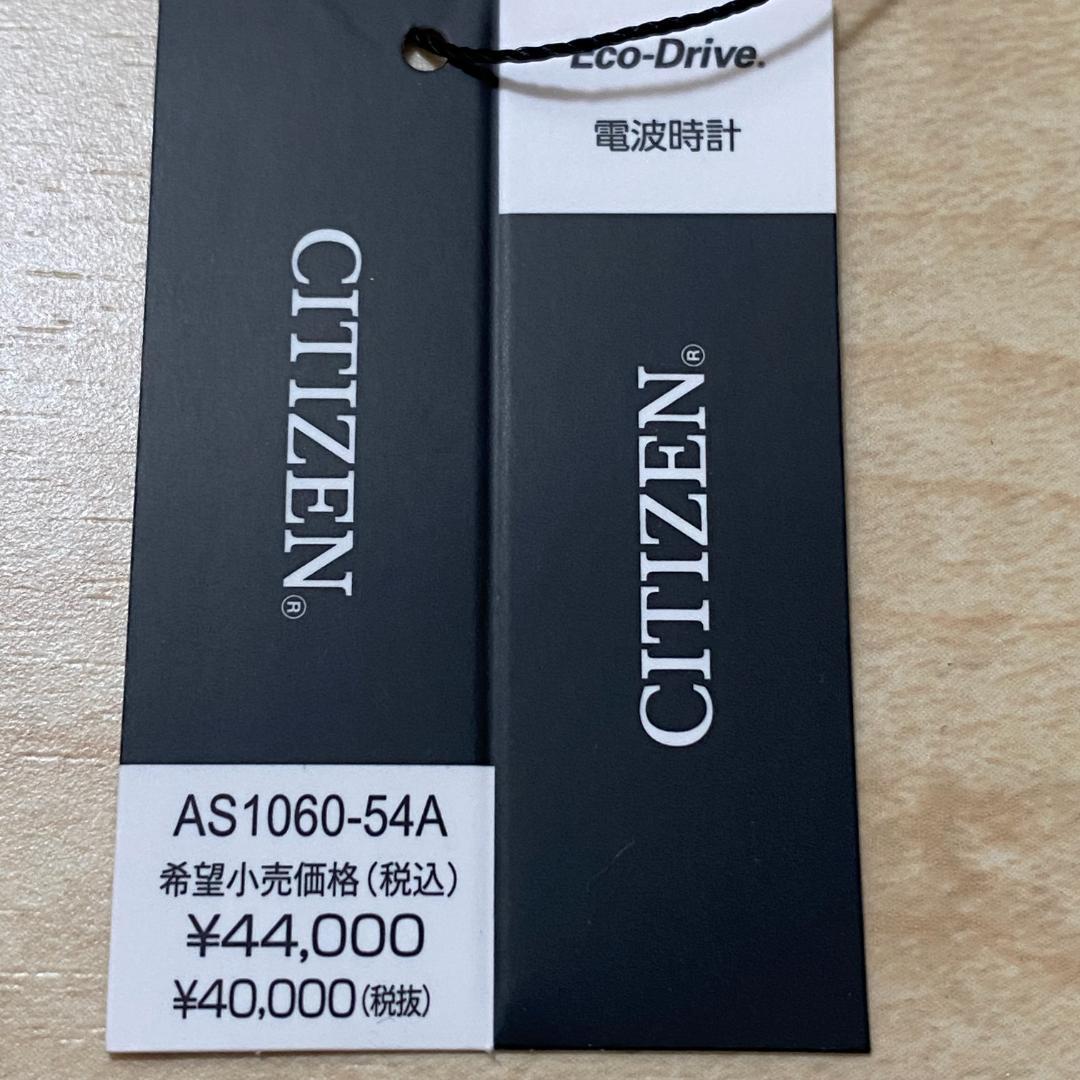 CITIZEN®
AS1060-54A
希望小売価格(税込)
¥44,000
¥40,000(税抜)
Eco-Drive.
電波時計
CITIZEN®